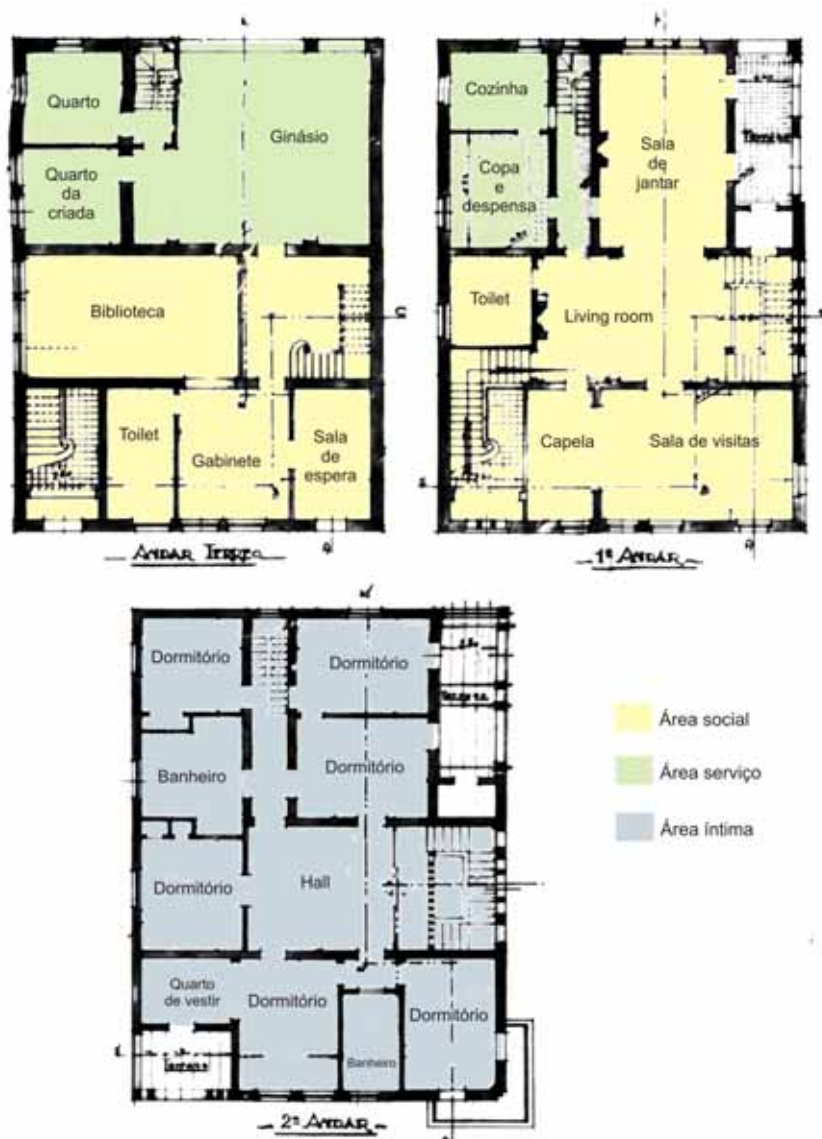 Quarto
Ginásio
Quarto
da
criada
Biblioteca
Toilet
Gabinete
Sala
de
espera
ANDAR TERREO
Cozinha
Sala
de
jantar
Copa
e
despensa
Toilet
Living room
Capela
Sala de visitas
1º ANDAR
Dormitório
Dormitório
Banheiro
Dormitório
Dormitório
Hall
Quarto
de vestir
Dormitório
Dormitório
Terraço
Banheiro
2º ANDAR
Área social
Área serviço
Área íntima